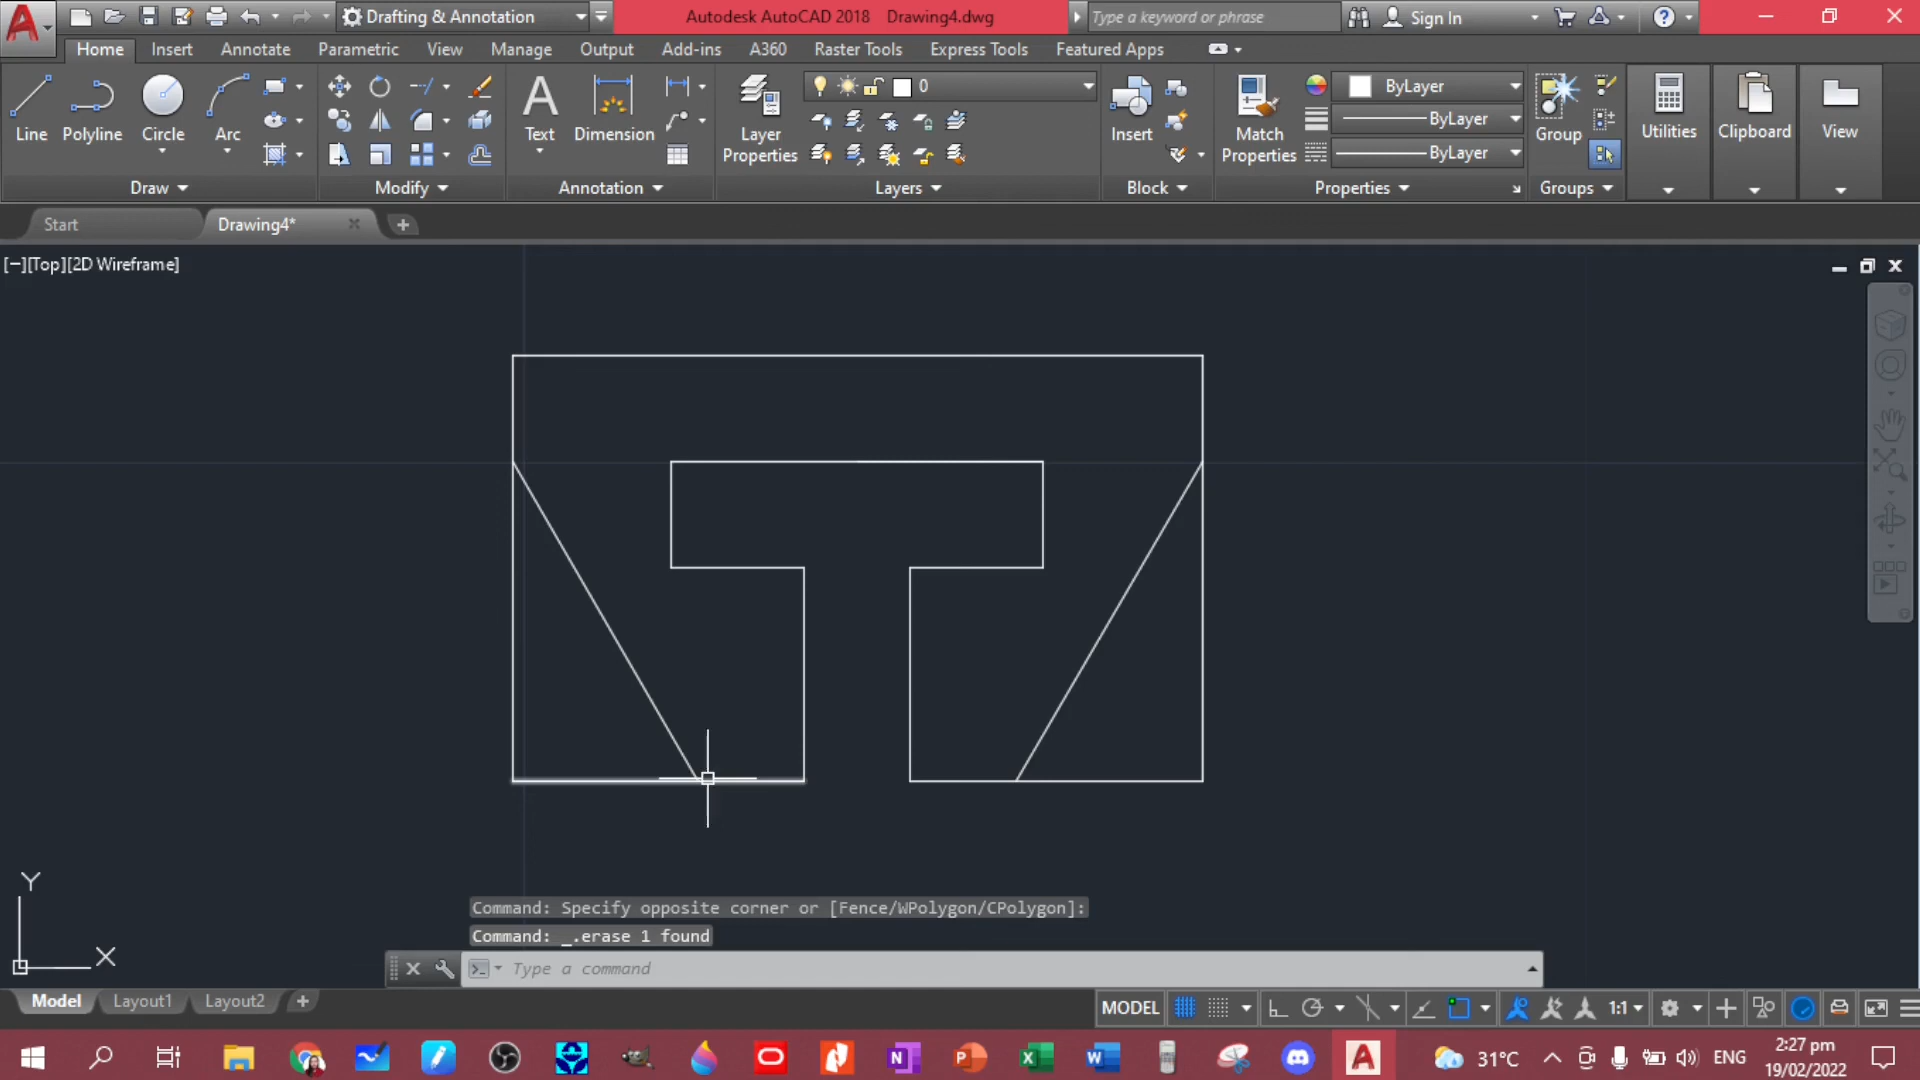 Drafting & Annotation
Autodesk AutoCAD 2018 Drawing4.dwg
Type a keyword or phrase
Sign In
Home Insert Annotate Parametric View Manage Output Add-ins A360 Raster Tools Express Tools Featured Apps
0
ByLayer
ByLayer
ByLayer
Line Polyline Circle Arc
A
Text Dimension
Layer Properties
Insert
Match Properties
Group
Utilities
Clipboard
View
Draw Modify Annotation Layers Block Properties Groups
Start Drawing4*
[−][Top][2D Wireframe]
Y
X
Command: Specify opposite corner or [Fence/WPolygon/CPolygon]:
Command: _.erase 1 found
Type a command
Model Layout1 Layout2
MODEL
1:1
31°C
ENG
2:27 pm
19/02/2022